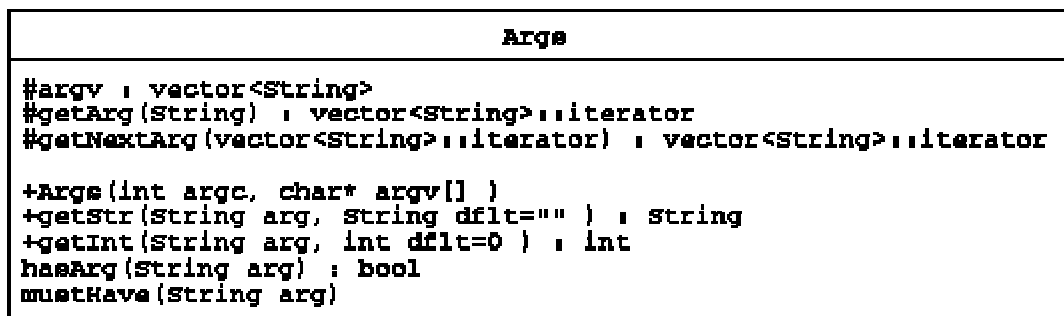 Args
#argv : vector<String>
#getArg(String) : vector<String>::iterator
#getNextArg(vector<String>::iterator) : vector<String>::iterator
+Args(int argc, char* argv[] )
+getStr(String arg, String dflt="" ) : String
+getInt(String arg, int dflt=0 ) : int
hasArg(String arg) : bool
mustHave(String arg)